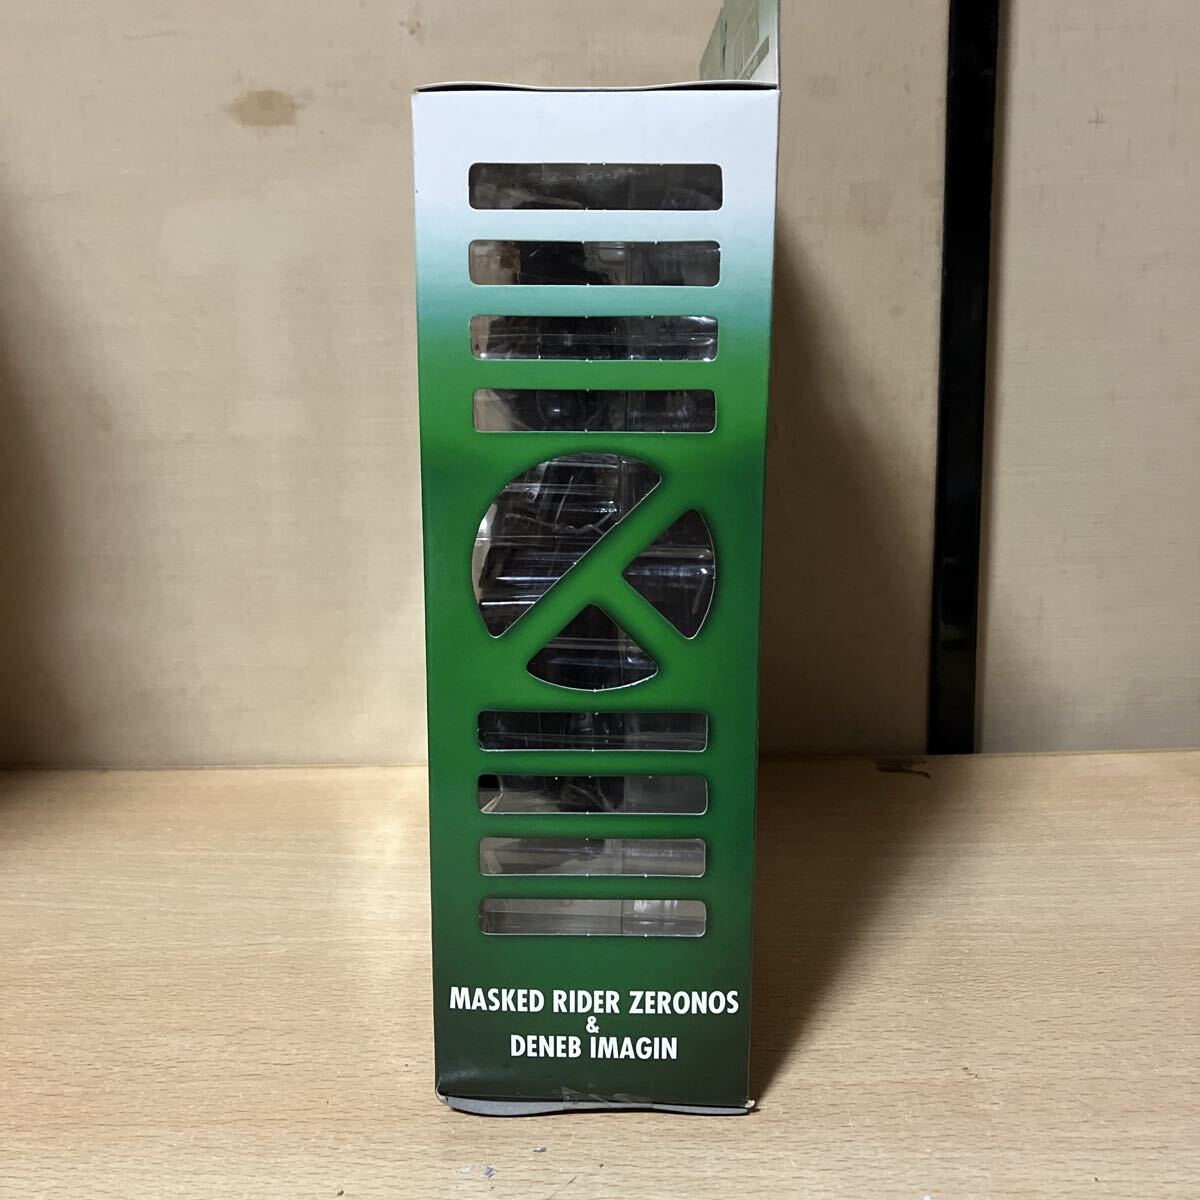 MASKED RIDER ZERONOS
&
DENEB IMAGIN